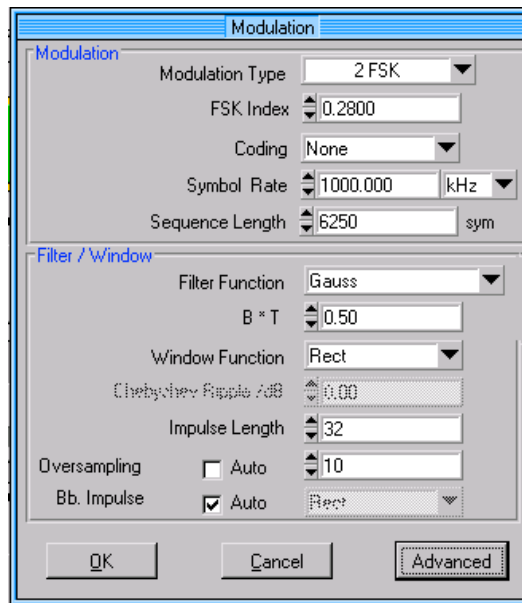 Modulation
Modulation
Modulation Type 2 FSK
FSK Index 0.2800
Coding None
Symbol Rate 1000.000 kHz
Sequence Length 6250 sym
Filter / Window
Filter Function Gauss
B * T 0.50
Window Function Rect
Chebychev Ripple /dB 0.00
Impulse Length 32
Oversampling Auto 10
Bb. Impulse Auto Rect
OK Cancel Advanced